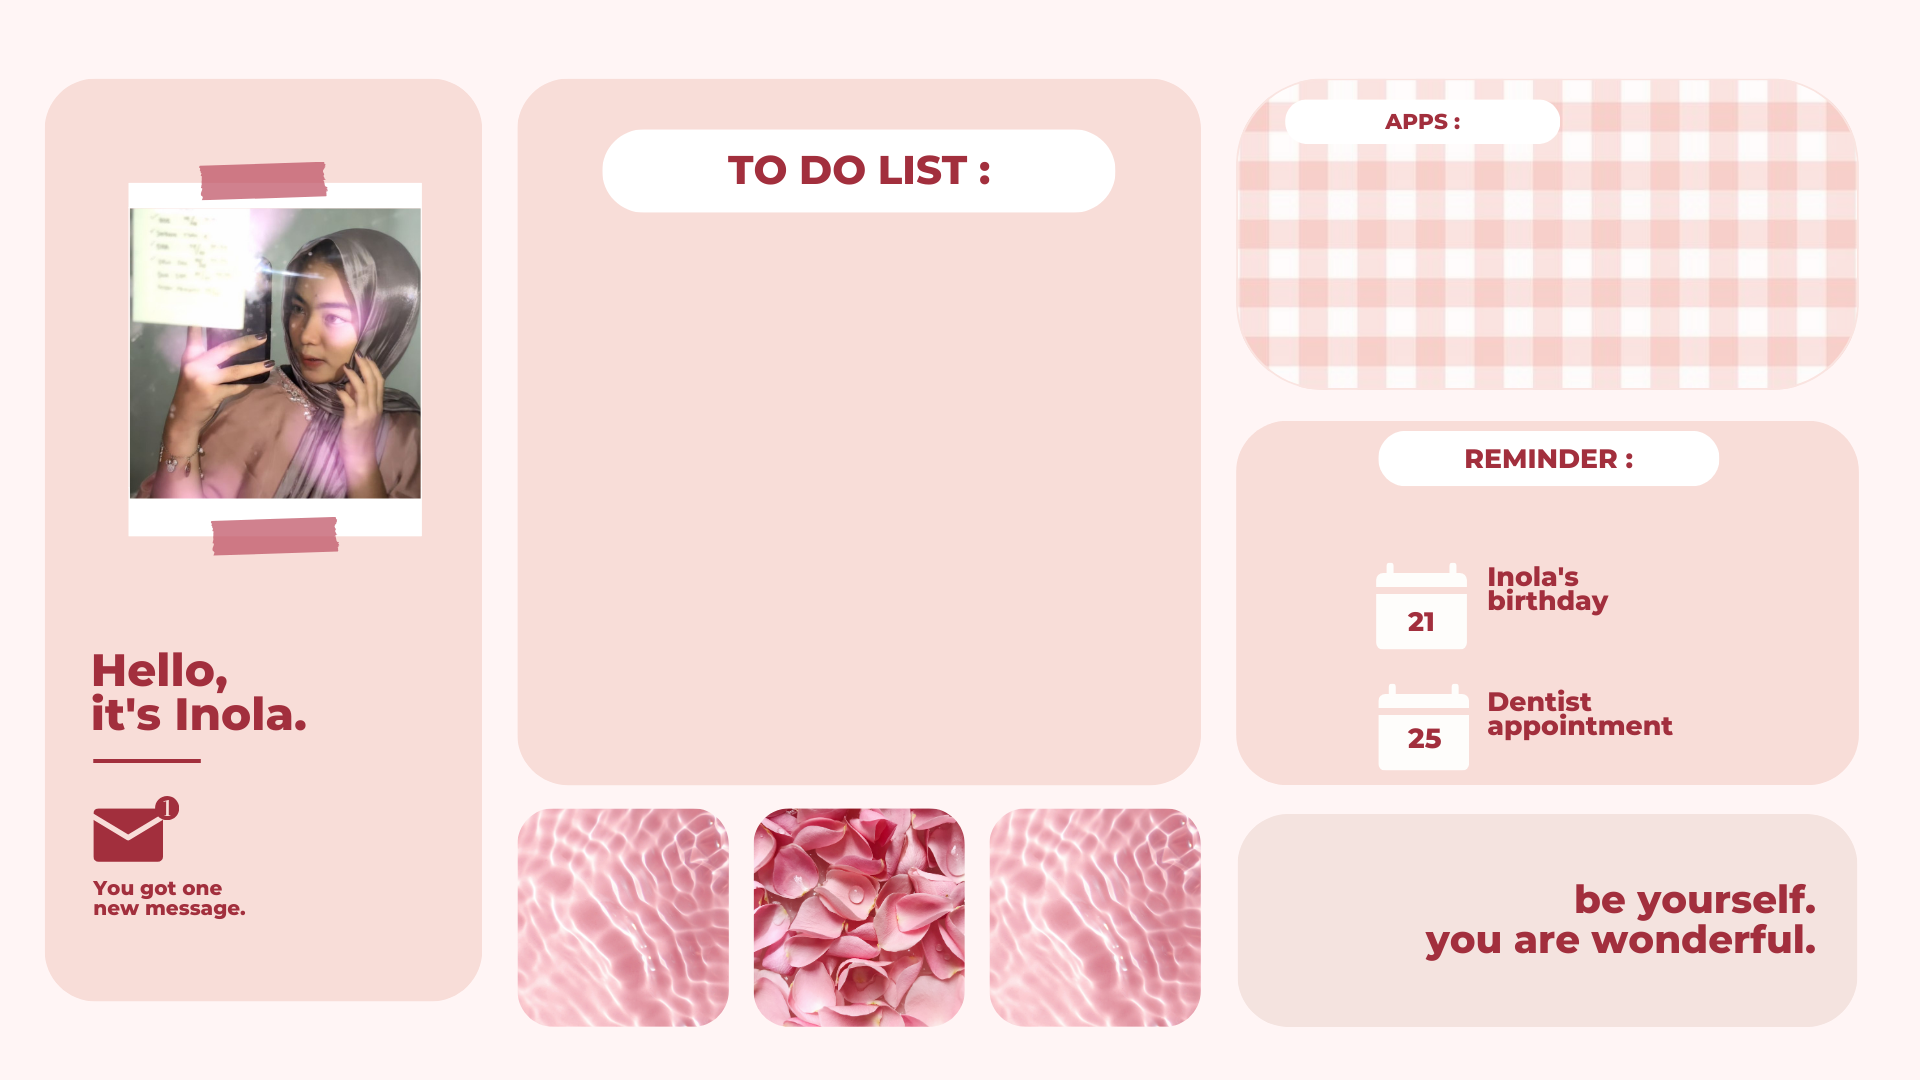 Hello,
it's Inola.
1
You got one
new message.
TO DO LIST :
APPS :
REMINDER :
21
Inola's
birthday
25
Dentist
appointment
be yourself.
you are wonderful.